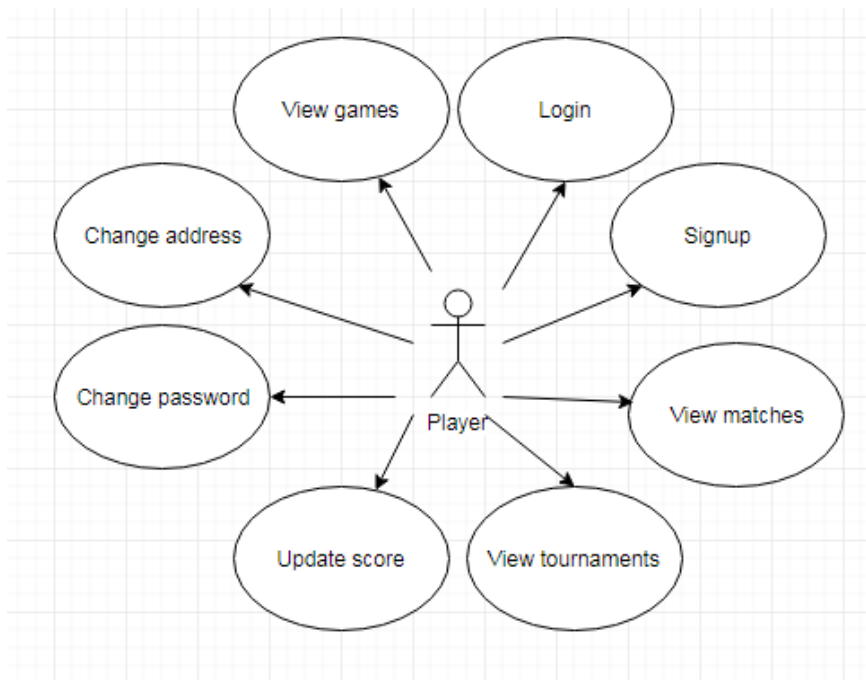 View games
Login
Change address
Signup
Change password
View matches
Player
Update score
View tournaments